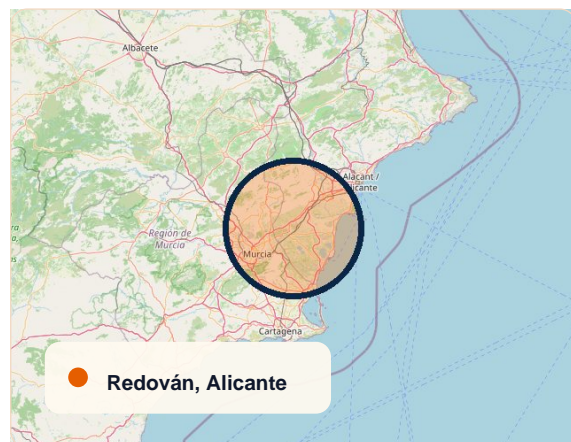 Albacete
Alacant /
Alicante
Región de
Murcia
Murcia
Cartagena
Redován, Alicante